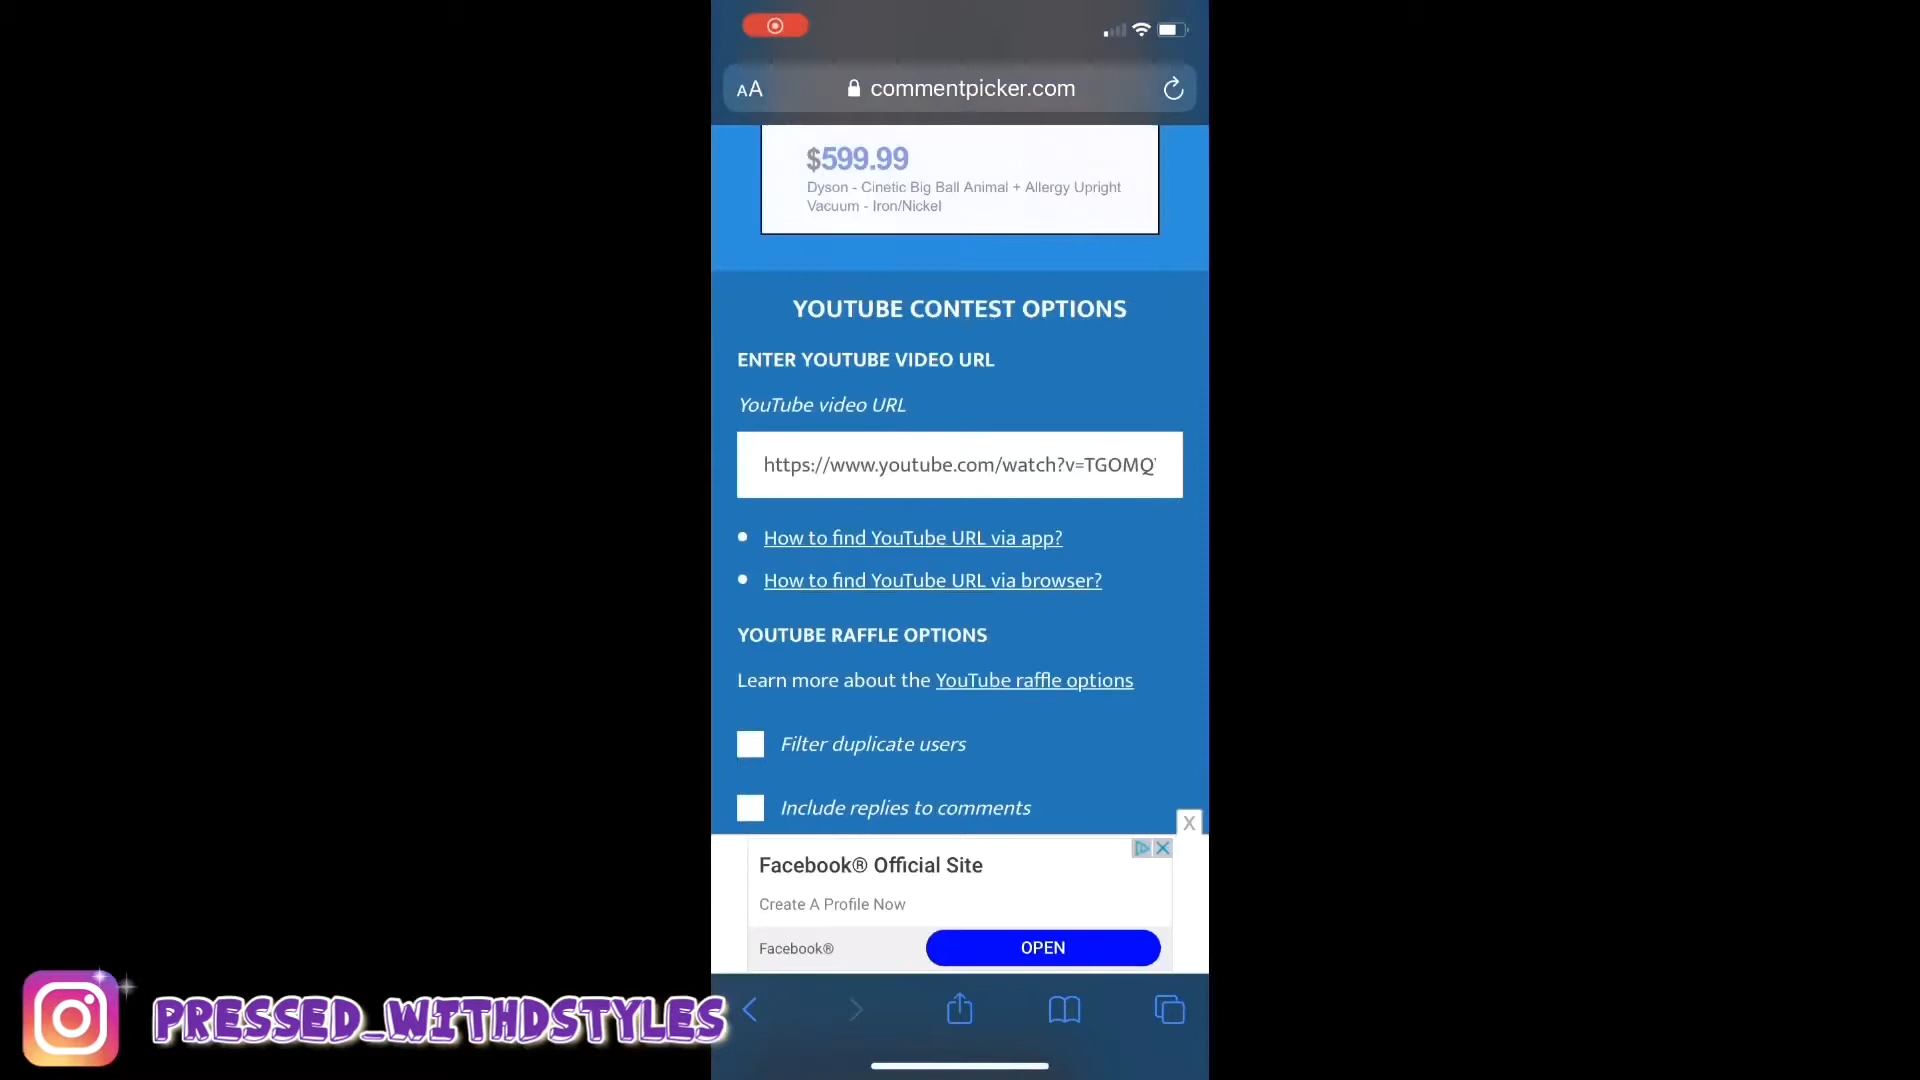 AA
commentpicker.com
$599.99
Dyson - Cinetic Big Ball Animal + Allergy Upright
Vacuum - Iron/Nickel
YOUTUBE CONTEST OPTIONS
ENTER YOUTUBE VIDEO URL
YouTube video URL
https://www.youtube.com/watch?v=TGOMQ
How to find YouTube URL via app?
How to find YouTube URL via browser?
YOUTUBE RAFFLE OPTIONS
Learn more about the YouTube raffle options
Filter duplicate users
Include replies to comments
X
Facebook® Official Site
Create A Profile Now
Facebook®
OPEN
PRESSED_WITHDSTYLES